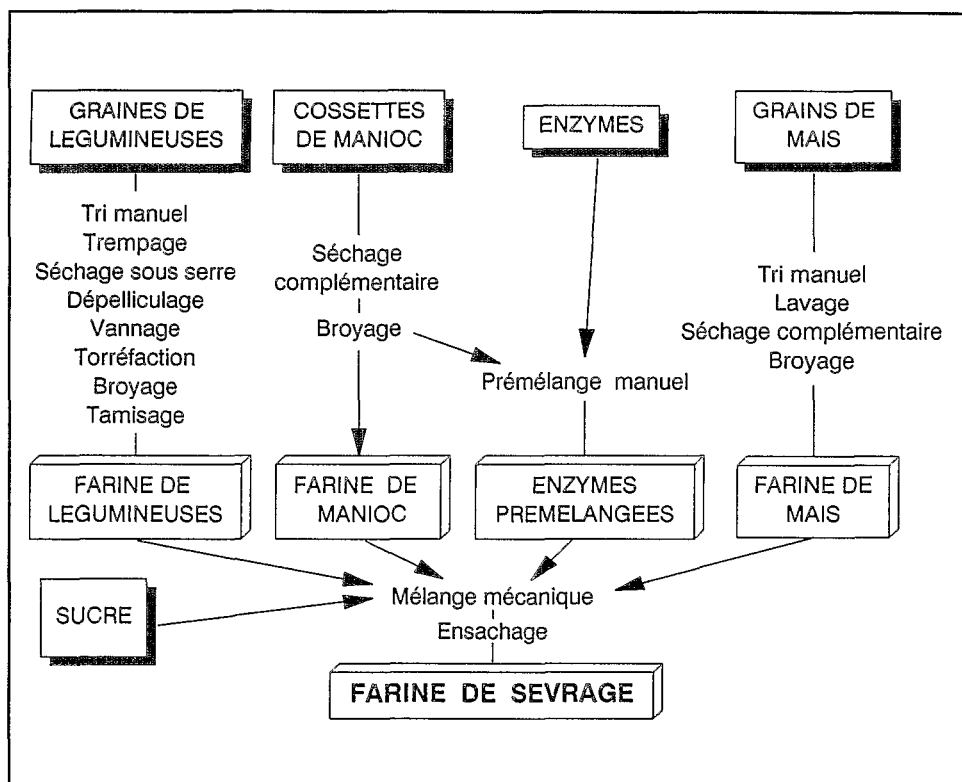 GRAINES DE
LEGUMINEUSES
COSSETTES
DE MANIOC
ENZYMES
GRAINS DE
MAIS
Tri manuel
Trempage
Séchage sous serre
Dépelliculage
Vannage
Torréfaction
Broyage
Tamisage
Séchage
complémentaire
Broyage
Prémélange manuel
Tri manuel
Lavage
Séchage complémentaire
Broyage
FARINE DE
LEGUMINEUSES
FARINE DE
MANIOC
ENZYMES
PREMELANGEES
FARINE DE
MAIS
SUCRE
Mélange mécanique
Ensachage
FARINE DE SEVRAGE